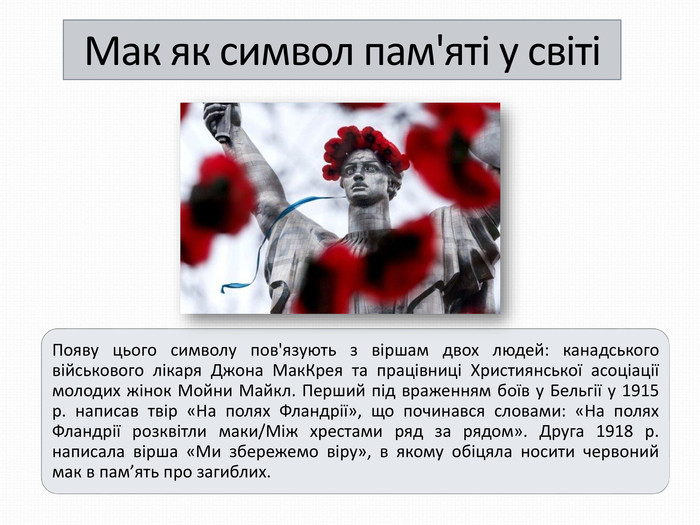 Мак як символ пам'яті у світі
Появу цього символу пов'язують з віршам двох людей: канадського
військового лікаря Джона МакКрея та працівниці Християнської асоціації
молодих жінок Мойни Майкл. Перший під враженням боїв у Бельгії у 1915
р. написав твір «На полях Фландрії», що починався словами: «На полях
Фландрії розквітли маки/Між хрестами ряд за рядом». Друга 1918 р.
написала вірша «Ми збережемо віру», в якому обіцяла носити червоний
мак в пам’ять про загиблих.